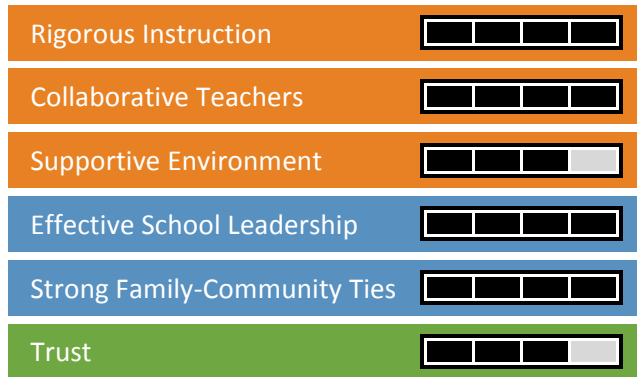 Rigorous Instruction
Collaborative Teachers
Supportive Environment
Effective School Leadership
Strong Family-Community Ties
Trust